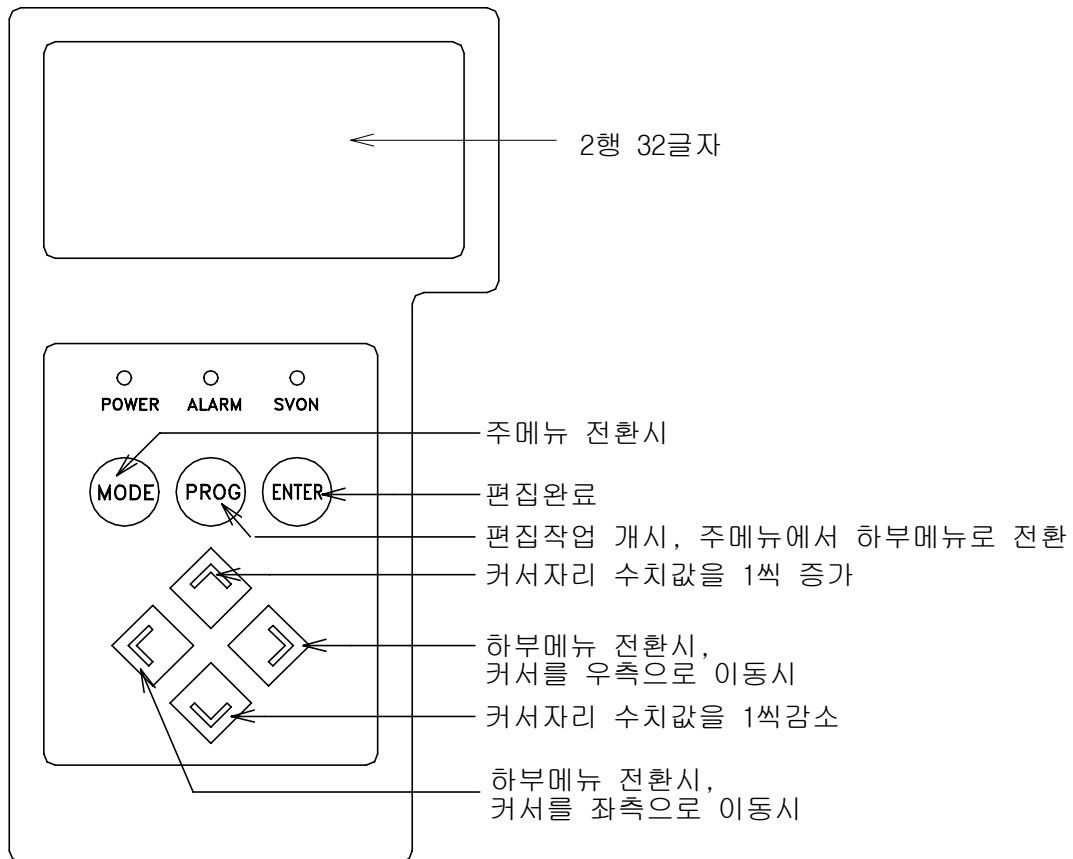 2행 32글자
POWER ALARM SVON
주메뉴 전환시
MODE PROG ENTER
편집완료
편집작업 개시, 주메뉴에서 하부메뉴로 전환
커서자리 수치값을 1씩 증가
하부메뉴 전환시,
커서를 우측으로 이동시
커서자리 수치값을 1씩감소
하부메뉴 전환시,
커서를 좌측으로 이동시